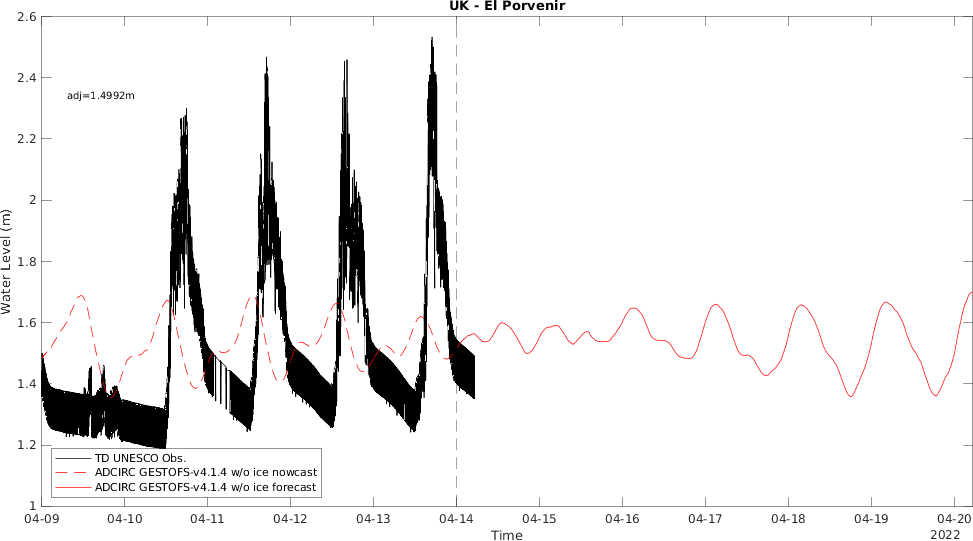 UK - El Porvenir
2.6
2.4
2.2
2
1.8
1.6
1.4
1.2
1
Water Level (m)
adj=1.4992m
TD UNESCO Obs.
ADCIRC GESTOFS-v4.1.4 w/o ice nowcast
ADCIRC GESTOFS-v4.1.4 w/o ice forecast
04-09 04-10 04-11 04-12 04-13 04-14 04-15 04-16 04-17 04-18 04-19 04-20
Time
2022